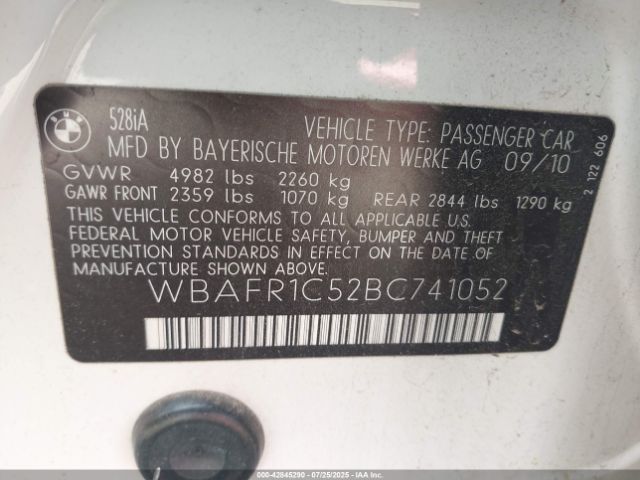 BMW
528iA
VEHICLE TYPE: PASSENGER CAR
MFD BY BAYERISCHE MOTOREN WERKE AG 09/10
GVWR 4982 lbs 2260 kg
GAWR FRONT 2359 lbs 1070 kg REAR 2844 lbs 1290 kg
THIS VEHICLE CONFORMS TO ALL APPLICABLE U.S.
FEDERAL MOTOR VEHICLE SAFETY, BUMPER AND THEFT
PREVENTION STANDARDS IN EFFECT ON THE DATE OF
MANUFACTURE SHOWN ABOVE.
WBAFR1C52BC741052
2 122 606
000-42845290 07/25/2025 IAAI.COM